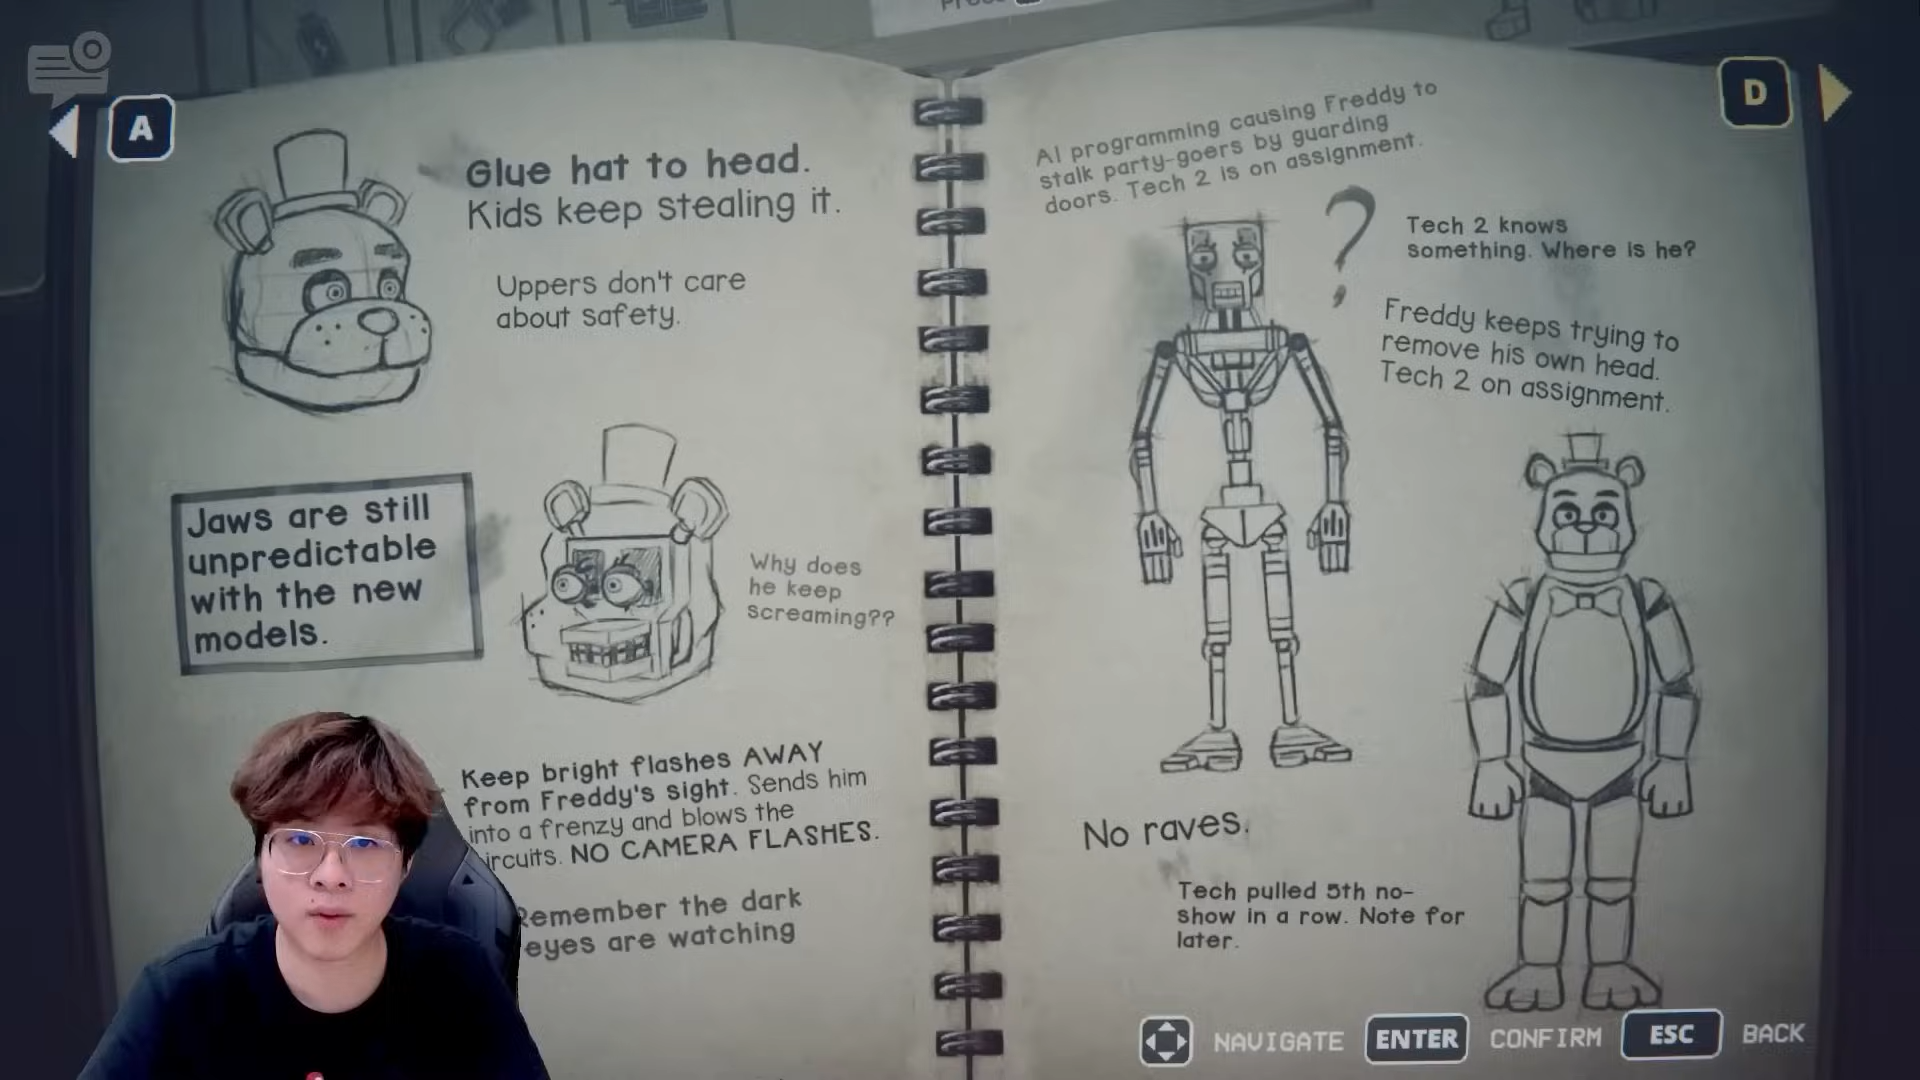 A
D
Glue hat to head.
Kids keep stealing it.
Uppers don't care
about safety.
Jaws are still
unpredictable
with the new
models.
Why does
he keep
screaming??
Keep bright flashes AWAY
from Freddy's sight. Sends him
into a frenzy and blows the
ircuits. NO CAMERA FLASHES.
Remember the dark
eyes are watching
AI programming causing Freddy to
stalk party-goers by guarding
doors. Tech 2 is on assignment.
?
Tech 2 knows
something. Where is he?
Freddy keeps trying to
remove his own head.
Tech 2 on assignment.
No raves.
Tech pulled 5th no-
show in a row. Note for
later.
NAVIGATE ENTER CONFIRM ESC BACK